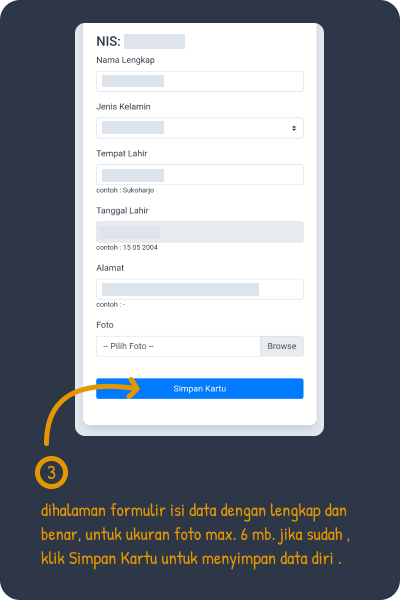 NIS:
Nama Lengkap
Jenis Kelamin
Tempat Lahir
contoh : Sukoharjo
Tanggal Lahir
contoh : 15 05 2004
Alamat
contoh : -
Foto
-- Pilih Foto --
Browse
Simpan Kartu
3
dihalaman formulir isi data dengan lengkap dan
benar, untuk ukuran foto max. 6 mb. jika sudah ,
klik Simpan Kartu untuk menyimpan data diri .